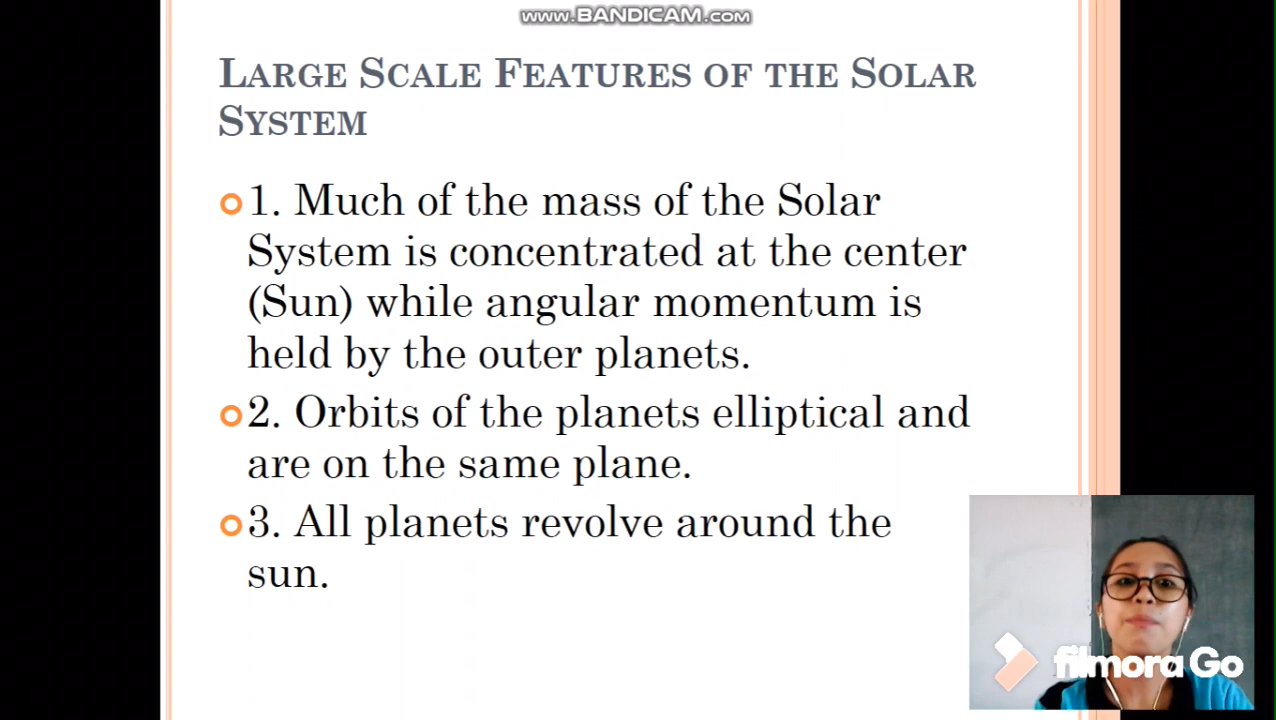 www.BANDICAM.com
LARGE SCALE FEATURES OF THE SOLAR
SYSTEM
1. Much of the mass of the Solar
System is concentrated at the center
(Sun) while angular momentum is
held by the outer planets.
2. Orbits of the planets elliptical and
are on the same plane.
3. All planets revolve around the
sun.
filmora Go